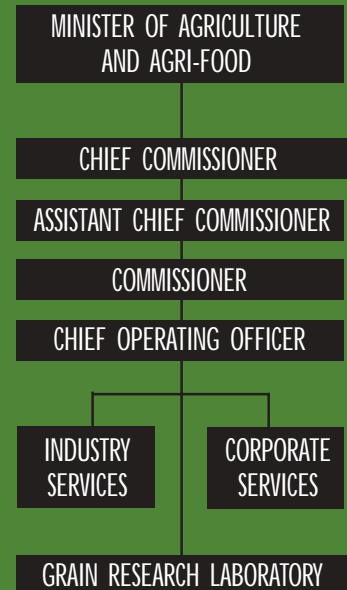 MINISTER OF AGRICULTURE
AND AGRI-FOOD
CHIEF COMMISSIONER
ASSISTANT CHIEF COMMISSIONER
COMMISSIONER
CHIEF OPERATING OFFICER
INDUSTRY
SERVICES
CORPORATE
SERVICES
GRAIN RESEARCH LABORATORY